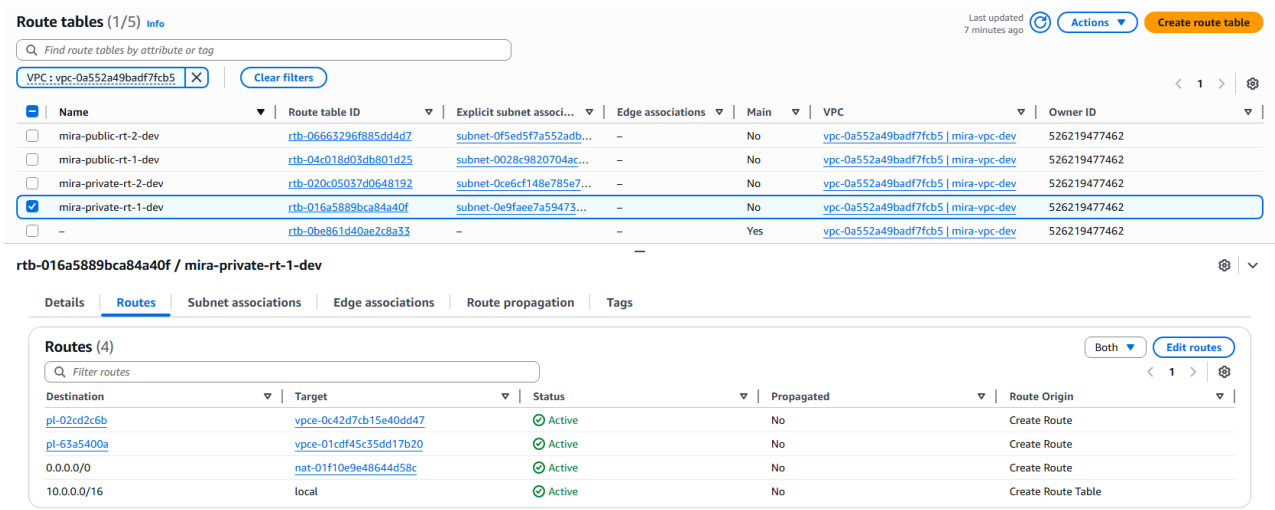 Route tables (1/5) Info
Last updated
7 minutes ago
Actions
Create route table
Find route tables by attribute or tag
VPC : vpc-0a552a49badf7fcb5
Clear filters
1
Name Route table ID Explicit subnet associ... Edge associations Main VPC Owner ID
mira-public-rt-2-dev rtb-06663296f885dd4d7 subnet-0f5ed5f7a552adb... – No vpc-0a552a49badf7fcb5 | mira-vpc-dev 526219477462
mira-public-rt-1-dev rtb-04c018d03db801d25 subnet-0028c9820704ac... – No vpc-0a552a49badf7fcb5 | mira-vpc-dev 526219477462
mira-private-rt-2-dev rtb-020c05037d0648192 subnet-0ce6cf148e785e7... – No vpc-0a552a49badf7fcb5 | mira-vpc-dev 526219477462
mira-private-rt-1-dev rtb-016a5889bca84a40f subnet-0e9faee7a59473... – No vpc-0a552a49badf7fcb5 | mira-vpc-dev 526219477462
– rtb-0be861d40ae2c8a33 – – Yes vpc-0a552a49badf7fcb5 | mira-vpc-dev 526219477462
rtb-016a5889bca84a40f / mira-private-rt-1-dev
Details Routes Subnet associations Edge associations Route propagation Tags
Routes (4)
Both
Edit routes
Filter routes
1
Destination Target Status Propagated Route Origin
pl-02cd2c6b vpce-0c42d7cb15e40dd47 Active No Create Route
pl-63a5400a vpce-01cdf45c35dd17b20 Active No Create Route
0.0.0.0/0 nat-01f10e9e48644d58c Active No Create Route
10.0.0.0/16 local Active No Create Route Table